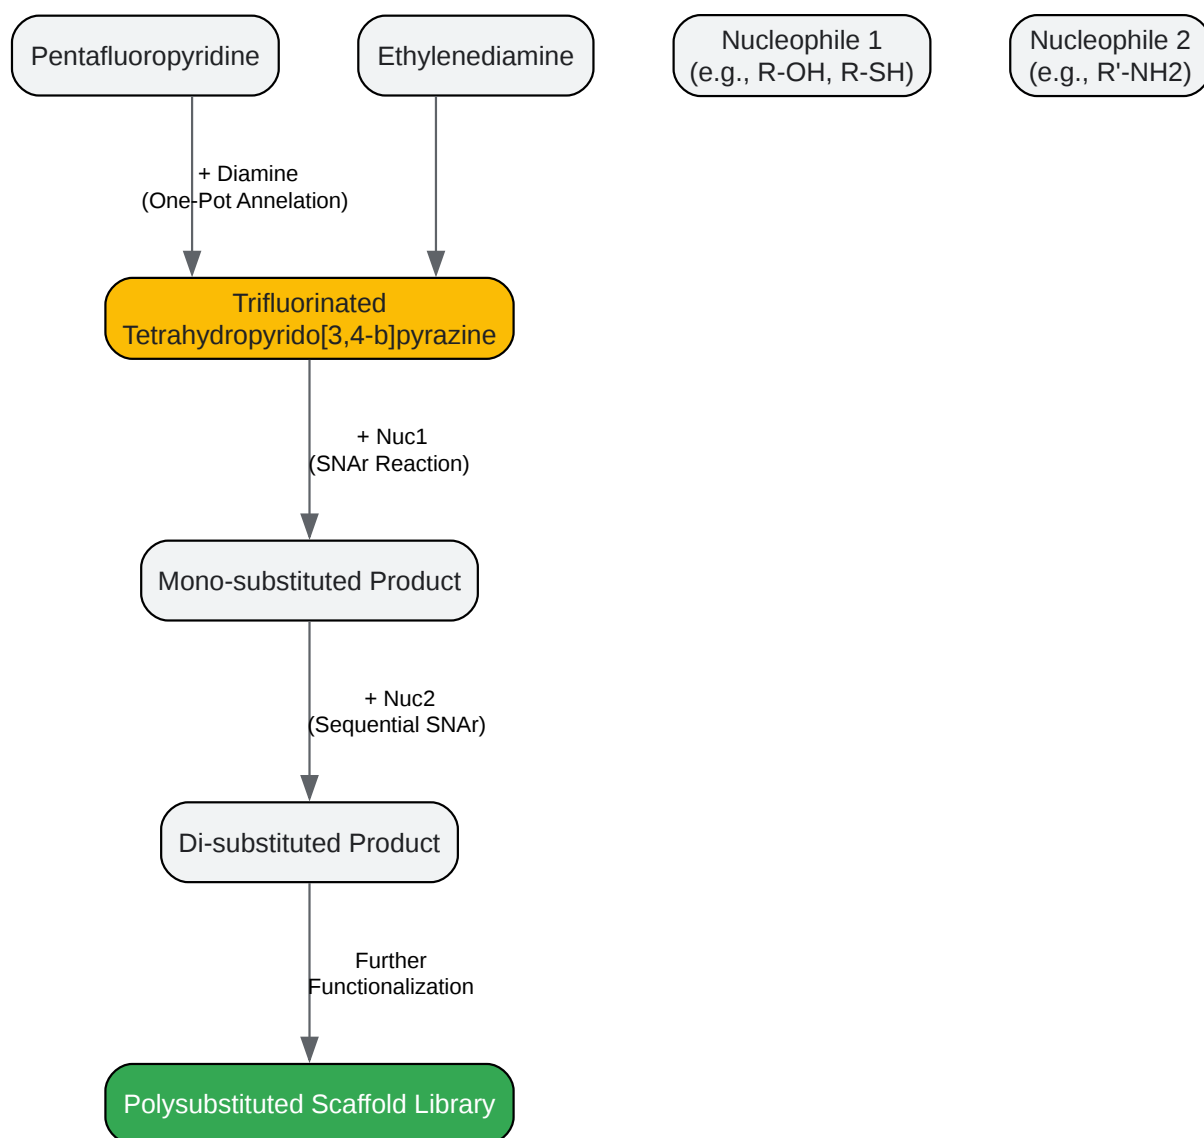 Pentafluoropyridine
Ethylenediamine
Nucleophile 1
(e.g., R-OH, R-SH)
Nucleophile 2
(e.g., R'-NH2)
+ Diamine
(One-Pot Annelation)
Trifluorinated
Tetrahydropyrido[3,4-b]pyrazine
+ Nuc1
(SNAr Reaction)
Mono-substituted Product
+ Nuc2
(Sequential SNAr)
Di-substituted Product
Further
Functionalization
Polysubstituted Scaffold Library